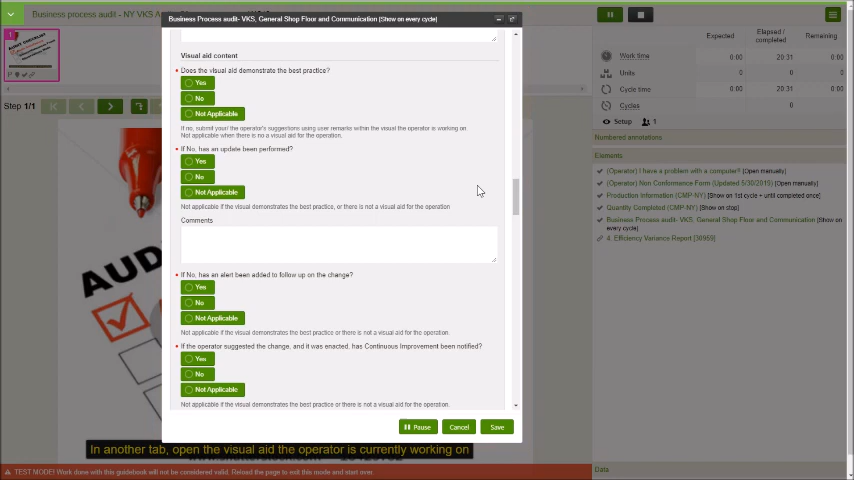 Business process audit - NY VKS
Business Process audit- VKS, General Shop Floor and Communication (Show on every cycle)
Expected
Elapsed / completed
Remaining
Work time
0:00
20:31
0:00
Units
0
0
0
Cycle time
0:00
20:31
0:00
Cycles
0
Setup
1
Numbered annotations
Elements
(Operator) I have a problem with a computer? (Open manually)
(Operator) Non Conformance Form (Updated 5/30/2019) (Open manually)
Production Information (CMP-NY) (Show on 1st cycle + until completed once)
Quantity Completed (CMP-NY) (Show on stop)
Business Process audit- VKS, General Shop Floor and Communication (Show on every cycle)
4. Efficiency Variance Report [36959]
Data
1
AUDIT CHECKLIST
Step 1/1
Visual aid content
Does the visual aid demonstrate the best practice?
Yes
No
Not Applicable
If no, submit your/ the operator's suggestions using user remarks within the visual the operator is working on.
Not applicable when there is no a visual aid for the operation.
If No, has an update been performed?
Yes
No
Not Applicable
Not applicable if the visual demonstrates the best practice, or there is not a visual aid for the operation
Comments
If No, has an alert been added to follow up on the change?
Yes
No
Not Applicable
Not applicable if the visual demonstrates the best practice or there is not a visual aid for the operation.
If the operator suggested the change, and it was enacted, has Continuous Improvement been notified?
Yes
No
Not Applicable
Not applicable if the visual demonstrates the best practice or there is not a visual aid for the operation.
Pause
Cancel
Save
In another tab, open the visual aid the operator is currently working on
TEST MODE! Work done with this guidebook will not be considered valid. Reload the page to exit this mode and start over.